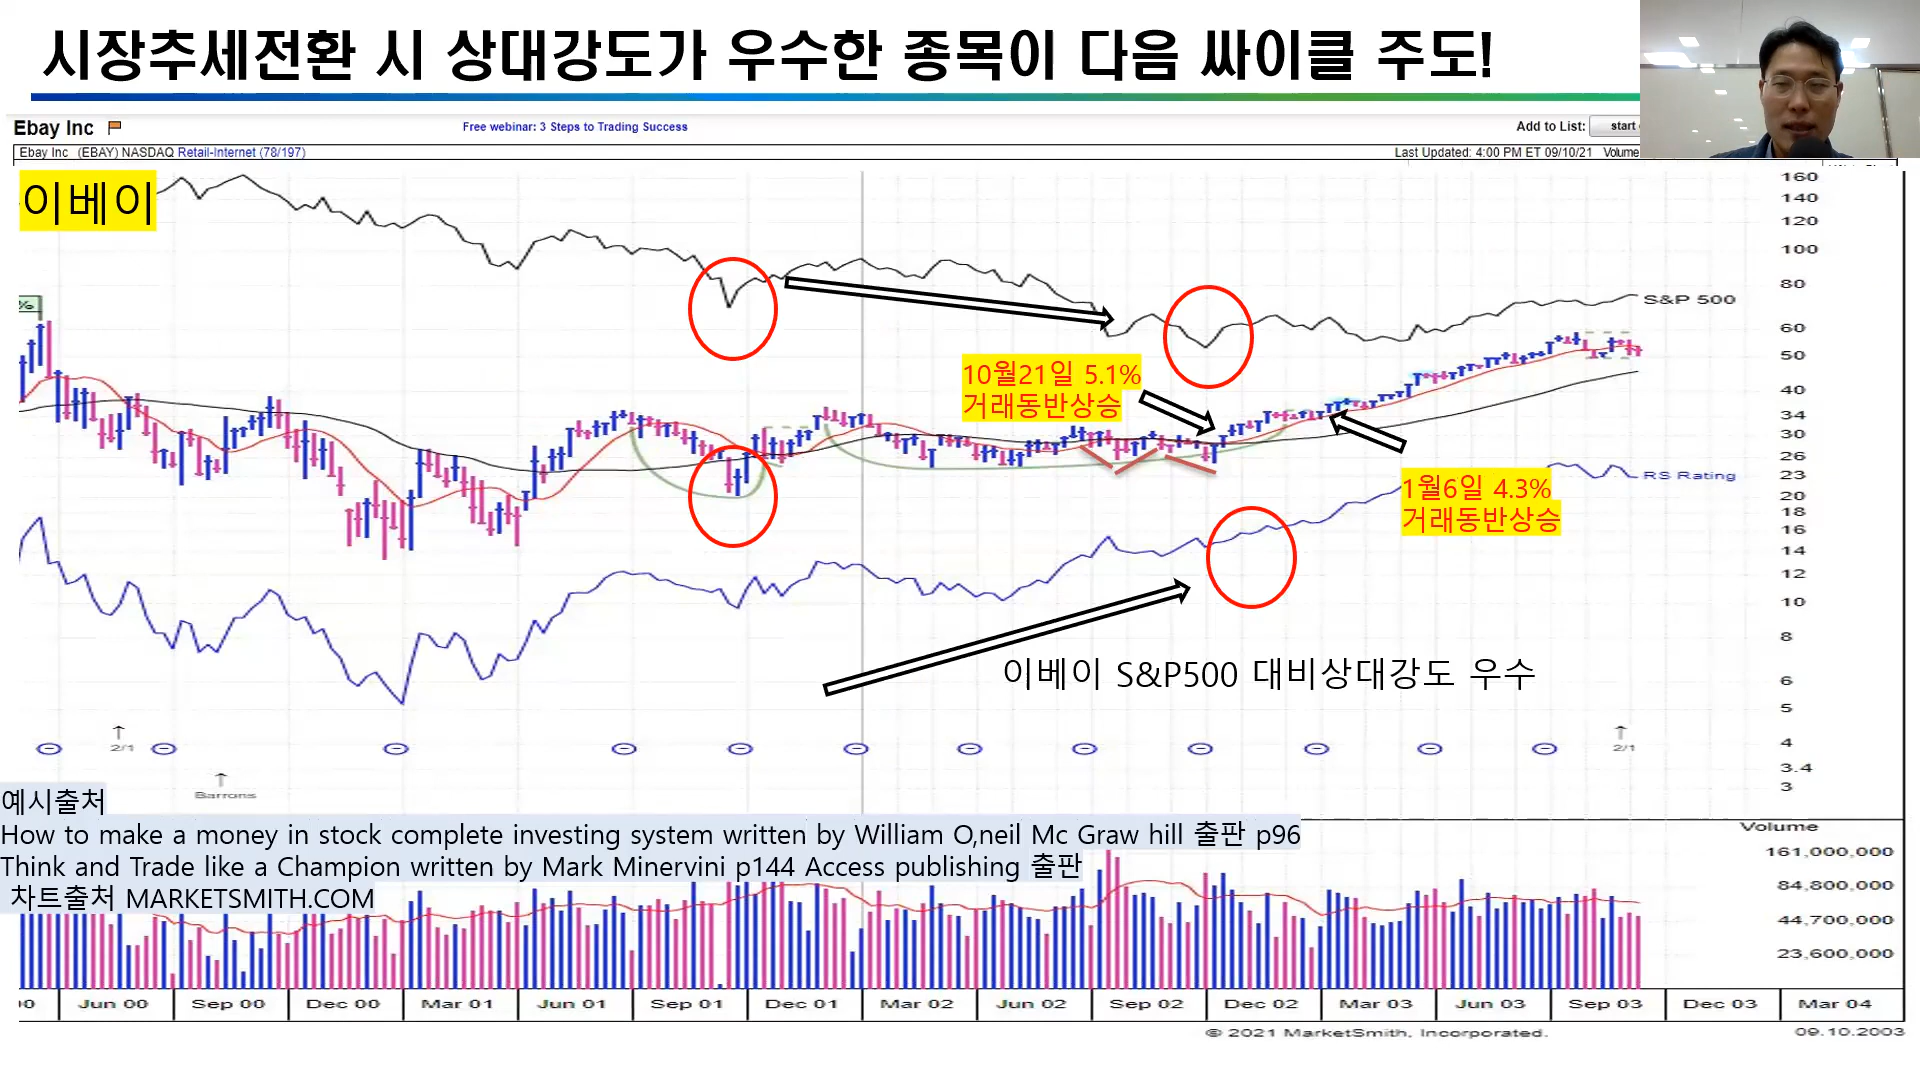 시장추세전환 시 상대강도가 우수한 종목이 다음 싸이클 주도!
Ebay Inc
Free webinar: 3 Steps to Trading Success
Add to List:
start
Ebay Inc (EBAY) NASDAQ Retail-Internet (78/197)
Last Updated: 4:00 PM ET 09/10/21 Volume
이베이
160
140
120
100
80
S&P 500
60
50
40
34
30
26
23
20
18
16
14
12
10
8
6
5
4
3.4
3
%
10월21일 5.1%
거래동반상승
RS Rating
1월6일 4.3%
거래동반상승
이베이 S&P500 대비상대강도 우수
2/1
2/1
Barrons
예시출처
How to make a money in stock complete investing system written by William O,neil Mc Graw hill 출판 p96
Think and Trade like a Champion written by Mark Minervini p144 Access publishing 출판
차트출처 MARKETSMITH.COM
Volume
161,000,000
84,800,000
44,700,000
23,600,000
Jun 00 Sep 00 Dec 00 Mar 01 Jun 01 Sep 01 Dec 01 Mar 02 Jun 02 Sep 02 Dec 02 Mar 03 Jun 03 Sep 03 Dec 03 Mar 04
© 2021 MarketSmith, Incorporated.
09.10.2003